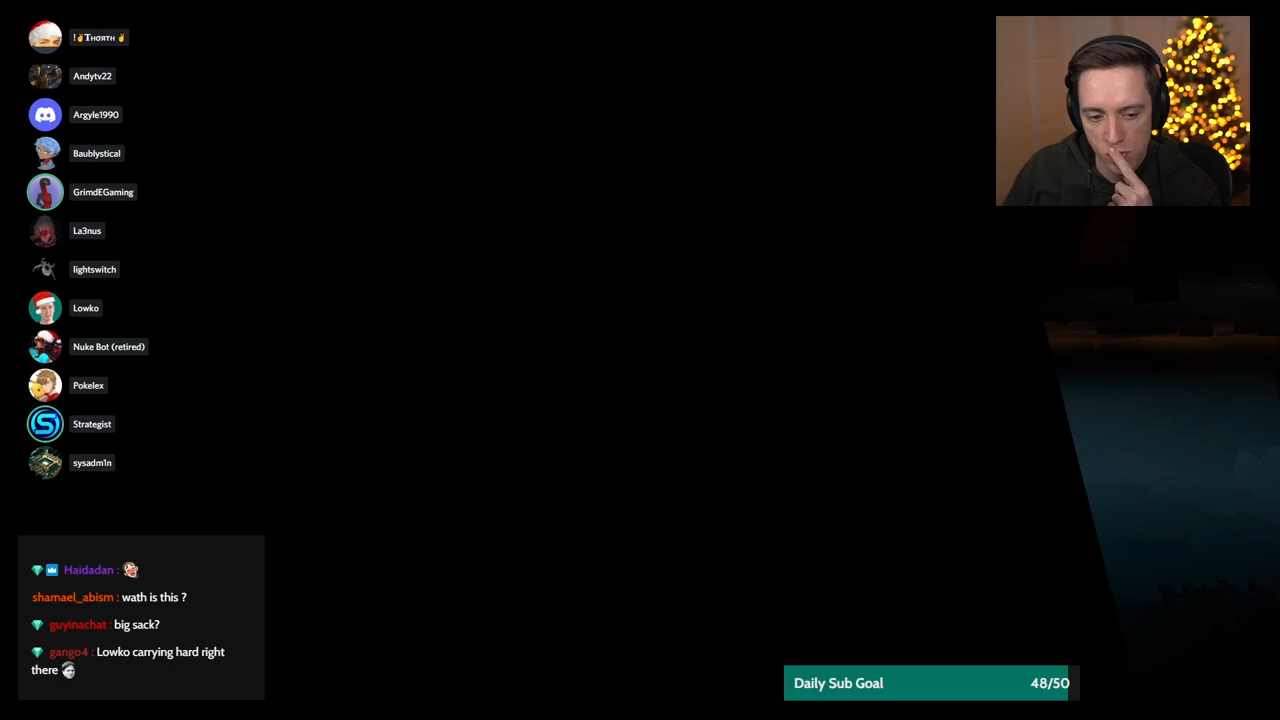 !✌𝐓ʜσятʜ ✌
Andytv22
Argyle1990
Baublystical
GrimdEGaming
La3nus
lightswitch
Lowko
Nuke Bot (retired)
Pokelex
Strategist
sysadm1n
Haidadan :
shamael_abism : wath is this ?
guyinachat : big sack?
gango4 : Lowko carrying hard right
there
Daily Sub Goal 48/50